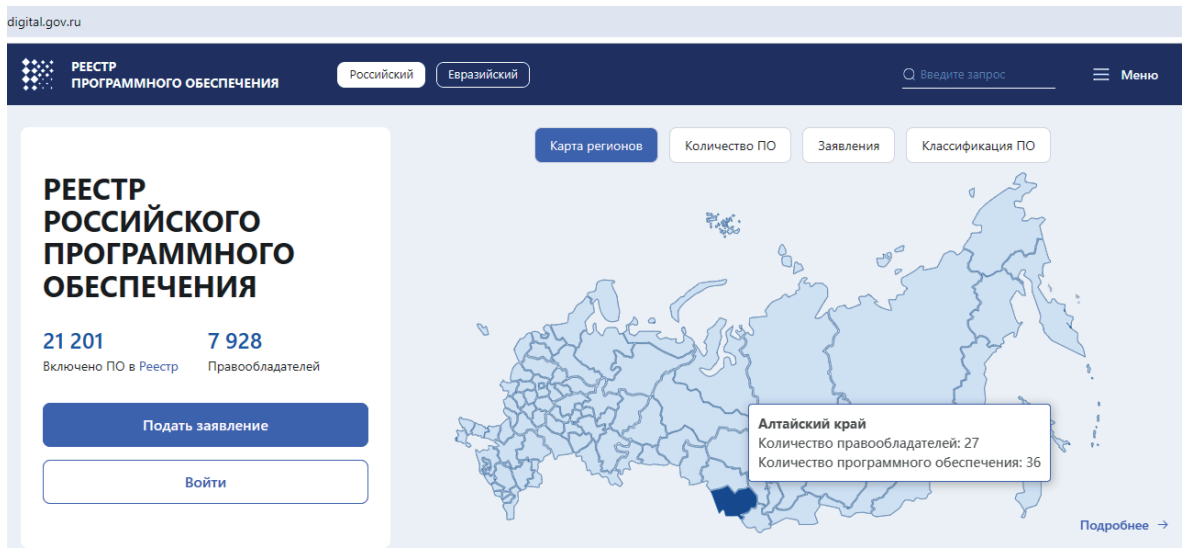 digital.gov.ru
РЕЕСТР
ПРОГРАММНОГО ОБЕСПЕЧЕНИЯ
Российский
Евразийский
Введите запрос
Меню
Карта регионов
Количество ПО
Заявления
Классификация ПО
РЕЕСТР
РОССИЙСКОГО
ПРОГРАММНОГО
ОБЕСПЕЧЕНИЯ
21 201
Включено ПО в Реестр
7 928
Правообладателей
Подать заявление
Войти
Алтайский край
Количество правообладателей: 27
Количество программного обеспечения: 36
Подробнее →